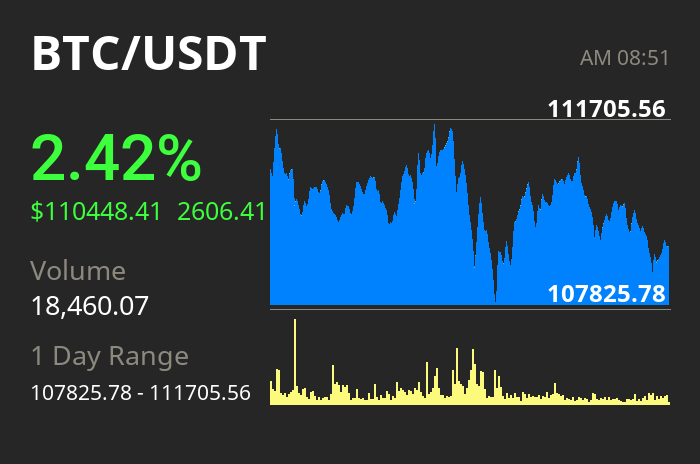 BTC/USDT
AM 08:51
111705.56
2.42%
$110448.41 2606.41
Volume
18,460.07
107825.78
1 Day Range
107825.78 - 111705.56